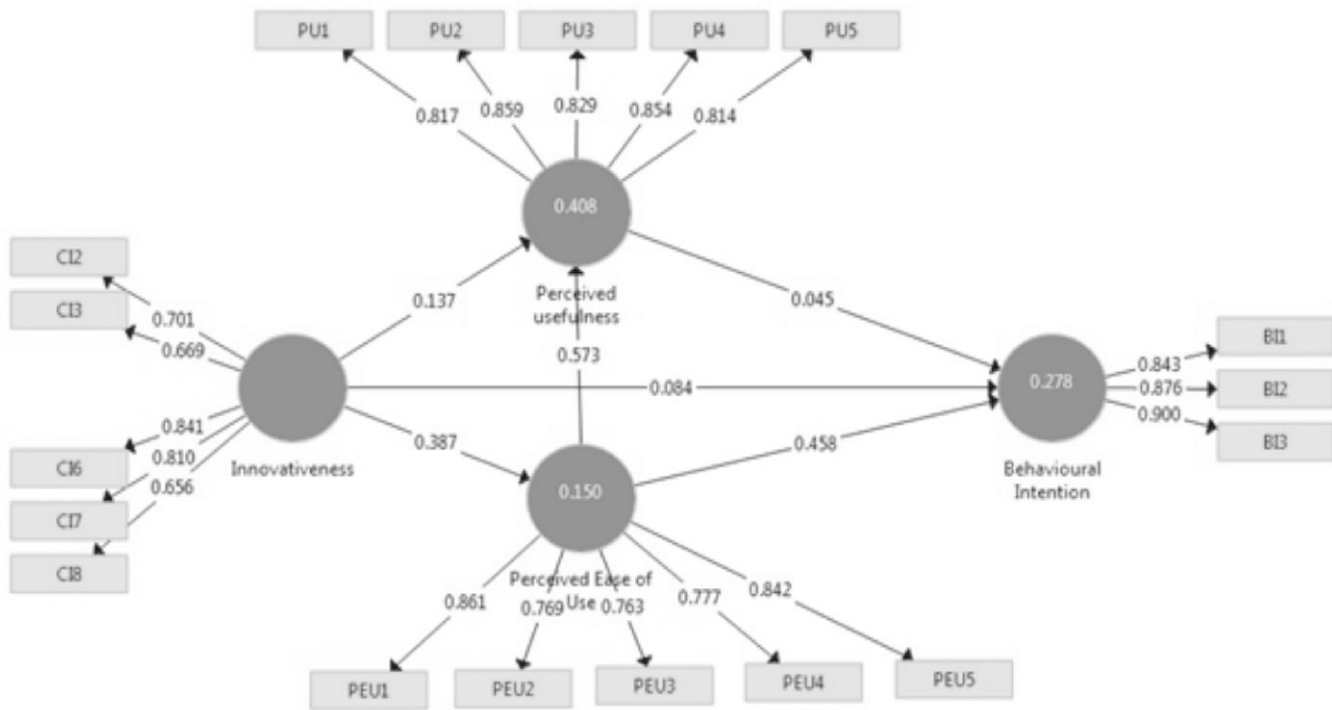 PU1
PU2
PU3
PU4
PU5
0.817
0.859
0.829
0.854
0.814
0.408
Perceived
usefulness
CI2
CI3
0.701
0.669
0.137
0.045
0.573
0.084
Innovativeness
0.841
0.810
0.656
CI6
CI7
CI8
0.387
0.458
0.278
Behavioural
Intention
0.843
0.876
0.900
BI1
BI2
BI3
0.150
Perceived Ease of
Use
0.861
0.769
0.763
0.777
0.842
PEU1
PEU2
PEU3
PEU4
PEU5